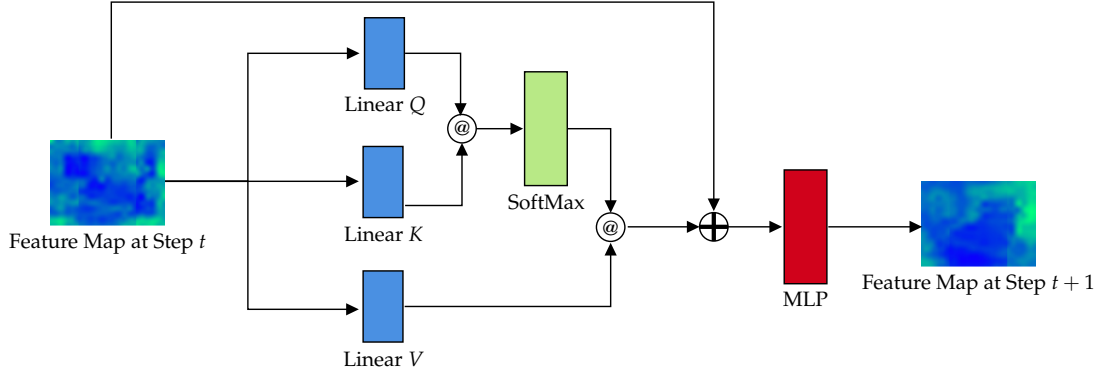 Linear Q
@
SoftMax
Feature Map at Step t
Linear K
@
Feature Map at Step t + 1
MLP
Linear V